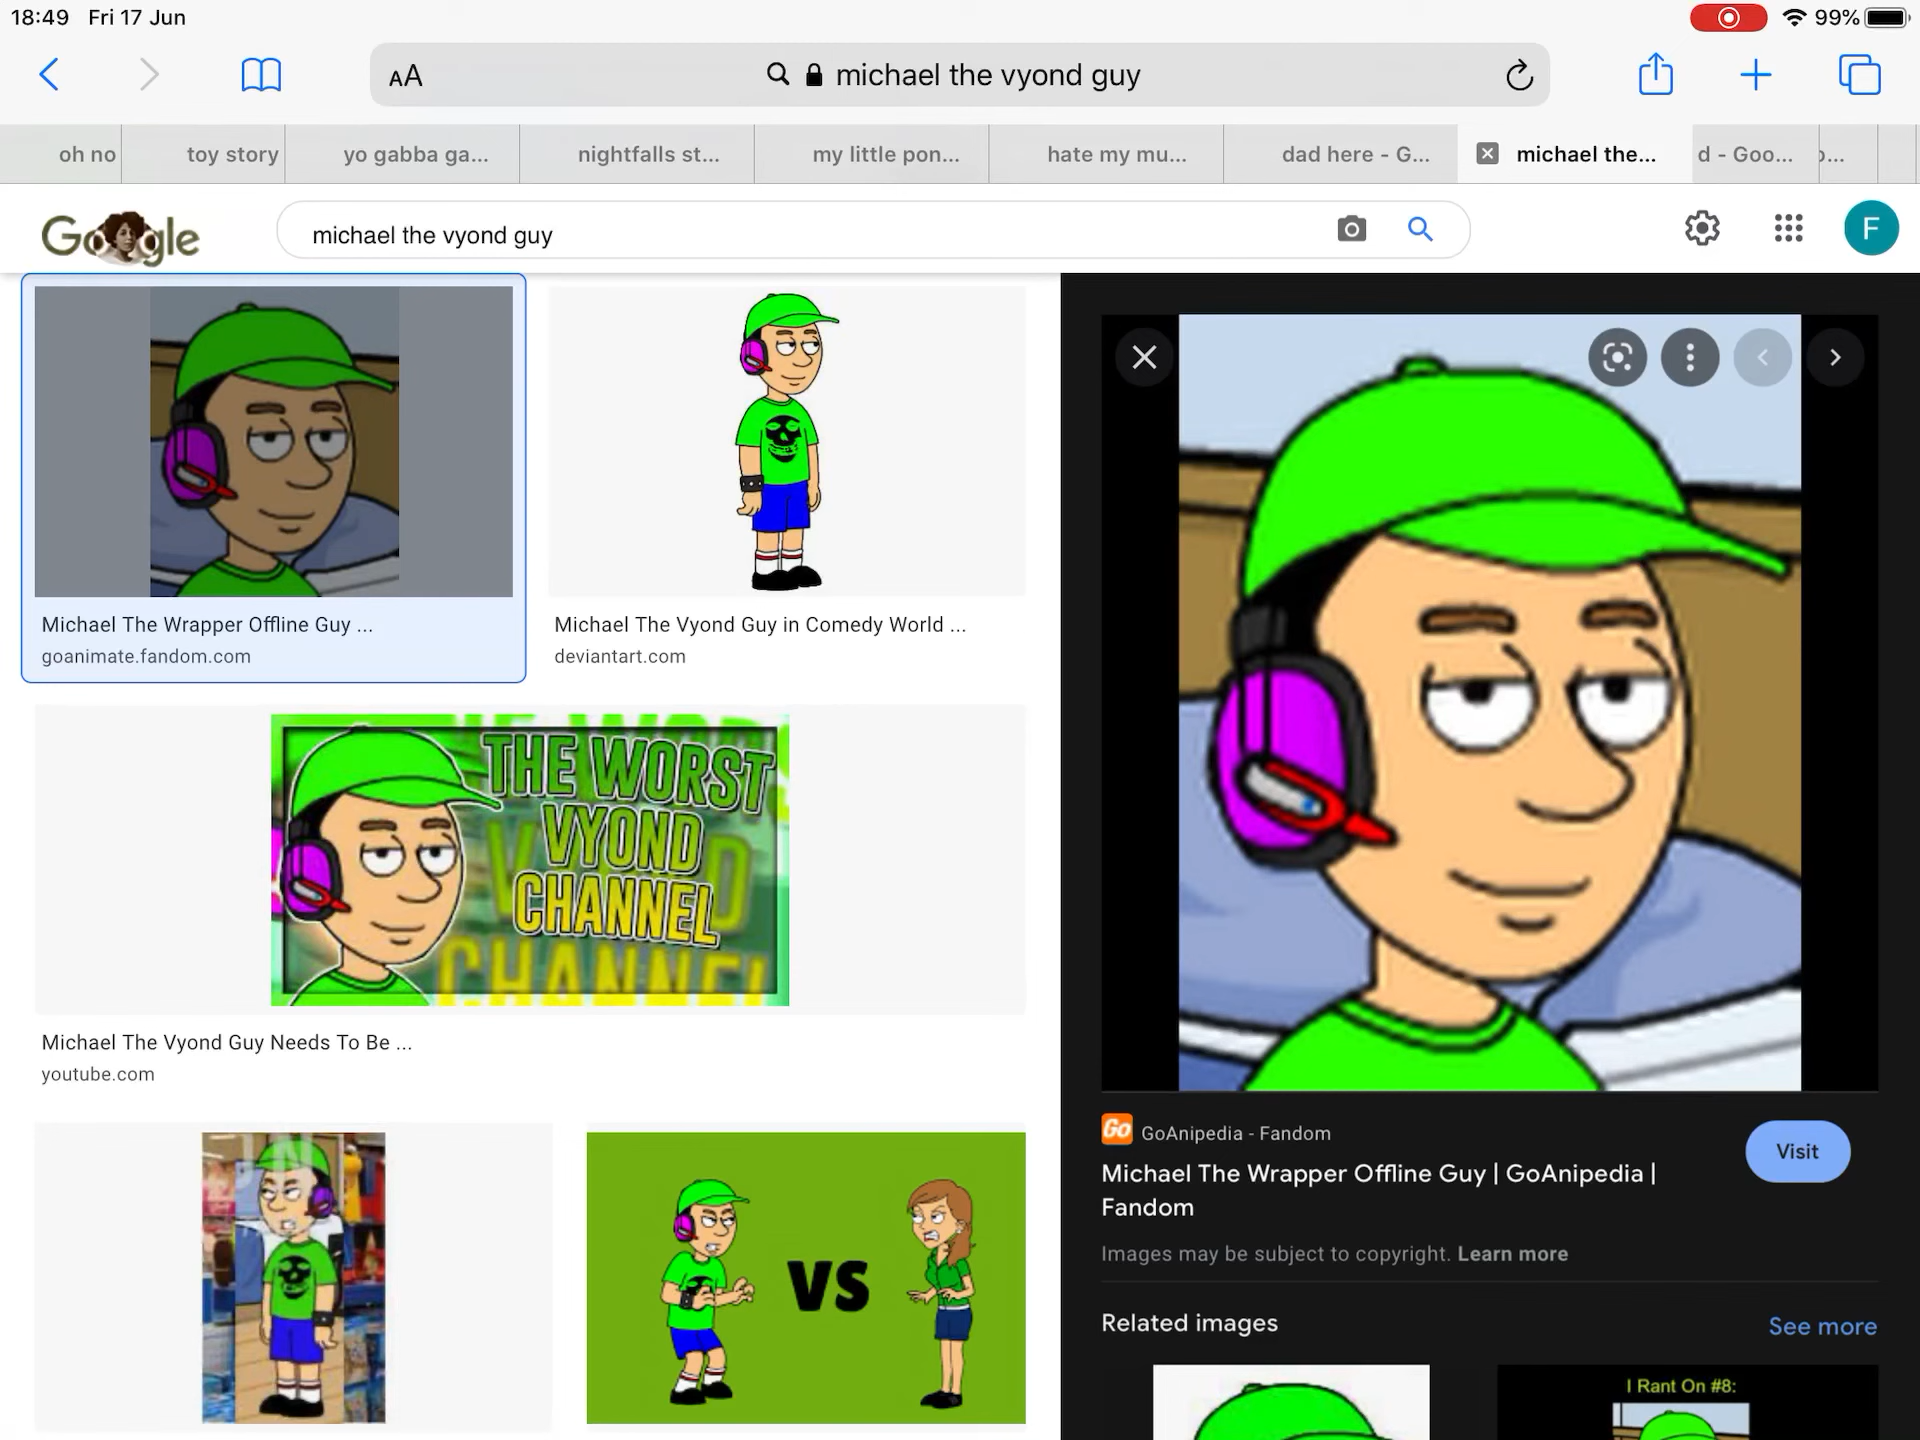 18:49 Fri 17 Jun
99%
AA
michael the vyond guy
oh no
toy story
yo gabba ga...
nightfalls st...
my little pon...
hate my mu...
dad here - G...
michael the...
d - Goo...
Google
michael the vyond guy
F
Michael The Wrapper Offline Guy ...
goanimate.fandom.com
Michael The Vyond Guy in Comedy World ...
deviantart.com
THE WORST
VYOND
CHANNEL
Michael The Vyond Guy Needs To Be ...
youtube.com
VS
Go
GoAnipedia - Fandom
Visit
Michael The Wrapper Offline Guy | GoAnipedia |
Fandom
Images may be subject to copyright. Learn more
Related images
See more
I Rant On #8: